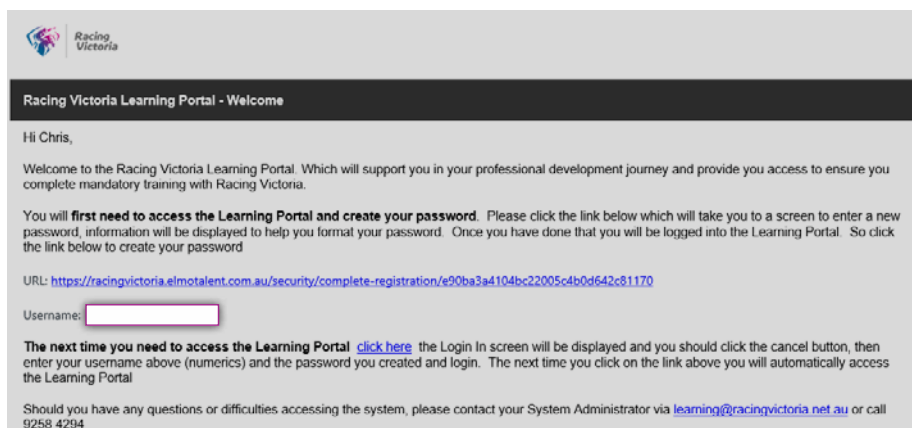 Racing
Victoria
Racing Victoria Learning Portal - Welcome
Hi Chris,
Welcome to the Racing Victoria Learning Portal. Which will support you in your professional development journey and provide you access to ensure you
complete mandatory training with Racing Victoria.
You will first need to access the Learning Portal and create your password. Please click the link below which will take you to a screen to enter a new
password, information will be displayed to help you format your password. Once you have done that you will be logged into the Learning Portal. So click
the link below to create your password
URL: https://racingvictoria.elmotalent.com.au/security/complete-registration/e90ba3a4104bc22005c4b0d642c81170
Username:
The next time you need to access the Learning Portal click here the Login In screen will be displayed and you should click the cancel button, then
enter your username above (numerics) and the password you created and login. The next time you click on the link above you will automatically access
the Learning Portal
Should you have any questions or difficulties accessing the system, please contact your System Administrator via learning@racingvictoria.net.au or call
9258 4294